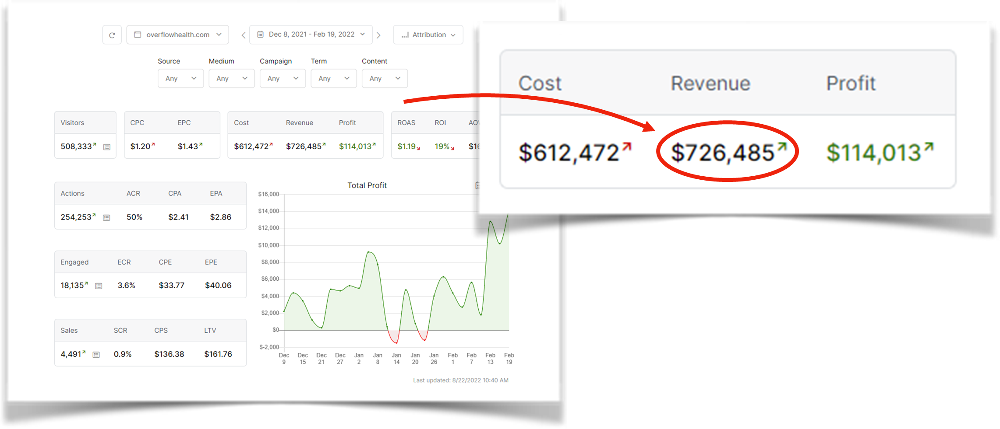 overflowhealth.com
Dec 8, 2021 - Feb 19, 2022
Attribution
Source Medium Campaign Term Content
Any Any Any Any Any
Visitors
508,333
CPC EPC
$1.20 $1.43
Cost Revenue Profit
$612,472 $726,485 $114,013
ROAS ROI
$1.19 19%
Cost Revenue Profit
$612,472 $726,485 $114,013
Actions ACR CPA EPA
254,253 50% $2.41 $2.86
Engaged ECR CPE EPE
18,135 3.6% $33.77 $40.06
Sales SCR CPS LTV
4,491 0.9% $136.38 $161.76
Total Profit
$16,000
$14,000
$12,000
$10,000
$8,000
$6,000
$4,000
$2,000
$0
$-2,000
Dec Dec Dec Dec Jan Jan Jan Jan Jan Feb Feb Feb Feb
9 15 21 27 2 8 14 20 26 1 7 13 19
Last updated: 8/22/2022 10:40 AM